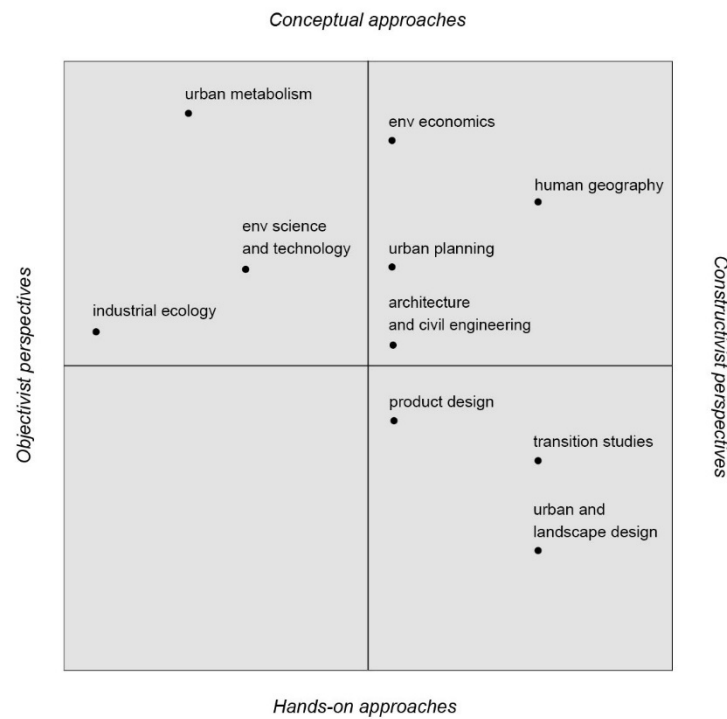 Conceptual approaches
urban metabolism
env economics
human geography
env science
and technology
urban planning
industrial ecology
architecture
and civil engineering
Objectivist perspectives
Constructivist perspectives
product design
transition studies
urban and
landscape design
Hands-on approaches